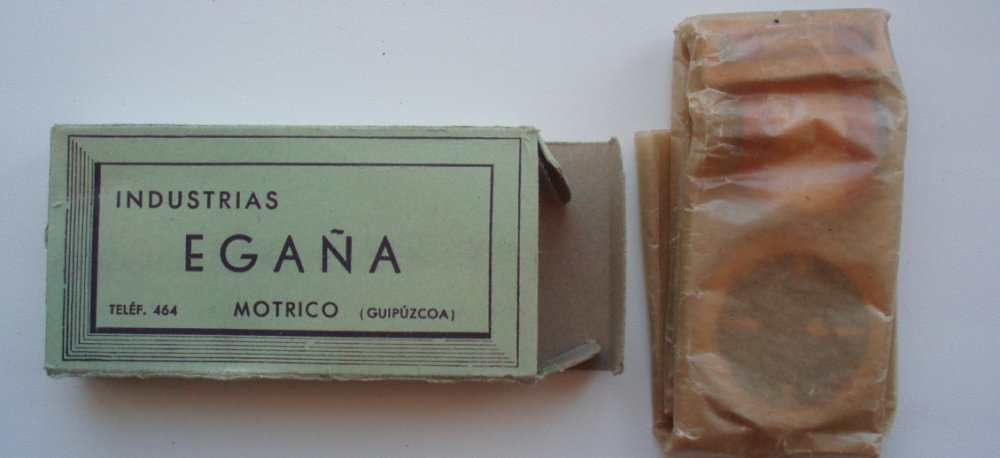 INDUSTRIAS
EGAÑA
TELÉF. 464 MOTRICO (GUIPÚZCOA)